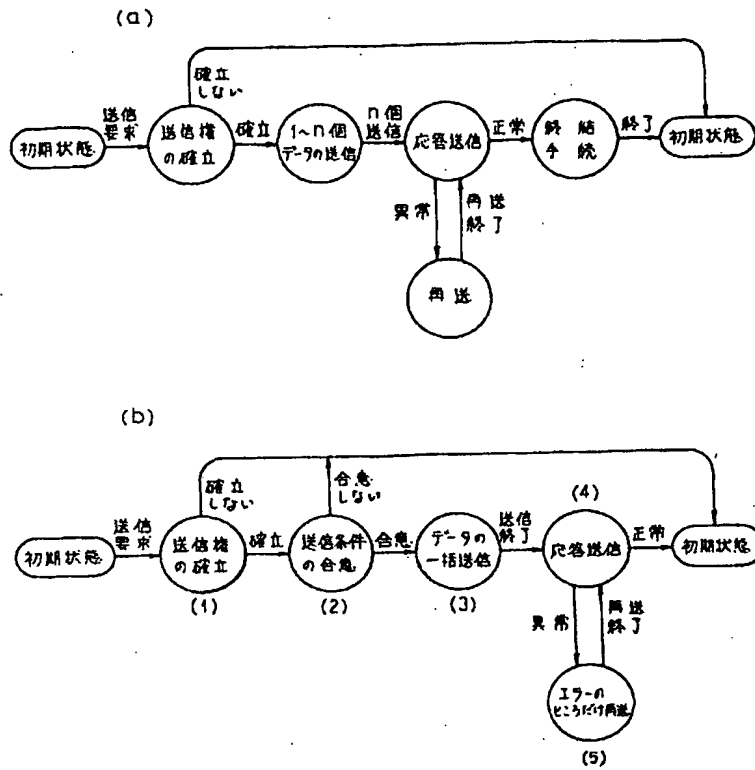 (a)
確立
しない
送信
要求
初期状態
送信権
の確立
確立
1~n個
データの送信
n個
送信
応答送信
正常
終結
手続
終了
初期状態
異常
再送
終了
再送
(b)
確立
しない
合意
しない
送信
要求
初期状態
送信権
の確立
(1)
確立
送信条件
の合意
(2)
合意
データの
一括送信
(3)
送信
終了
(4)
応答送信
正常
初期状態
異常
再送
終了
エラーの
ところだけ再送
(5)